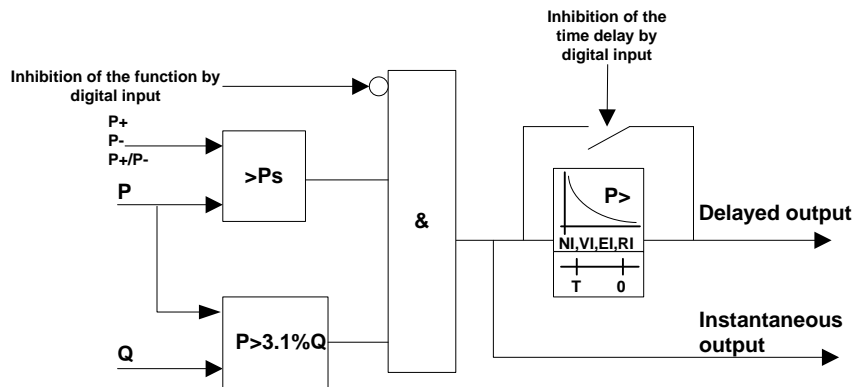 Inhibition of the
time delay by
digital input
Inhibition of the function by
digital input
P+
P-
P+/P-
>Ps
P
&
P>
NI,VI,EI,RI
T 0
Delayed output
Instantaneous
output
P>3.1%Q
Q